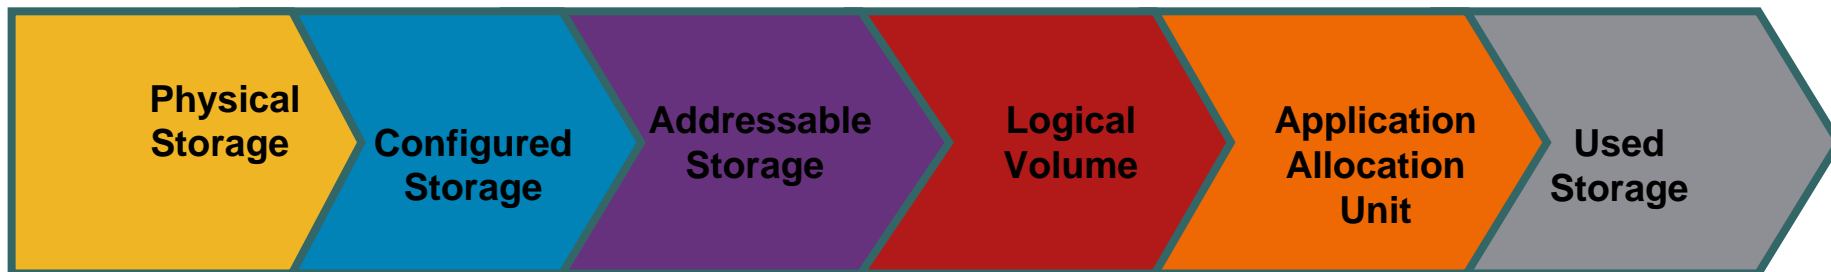 Physical
Storage
Configured
Storage
Addressable
Storage
Logical
Volume
Application
Allocation
Unit
Used
Storage